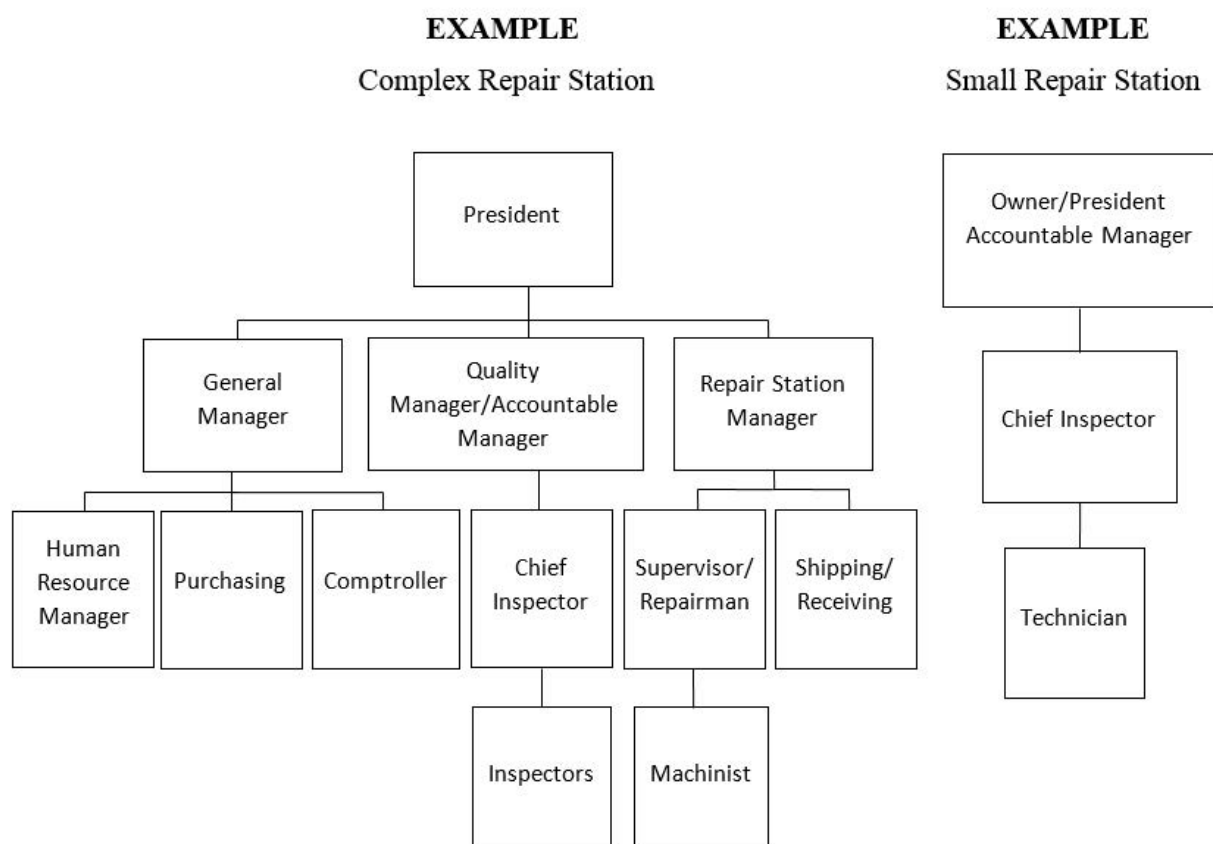 EXAMPLE
Complex Repair Station
EXAMPLE
Small Repair Station
President
Owner/President
Accountable Manager
General
Manager
Quality
Manager/Accountable
Manager
Repair Station
Manager
Chief Inspector
Human
Resource
Manager
Purchasing
Comptroller
Chief
Inspector
Supervisor/
Repairman
Shipping/
Receiving
Technician
Inspectors
Machinist